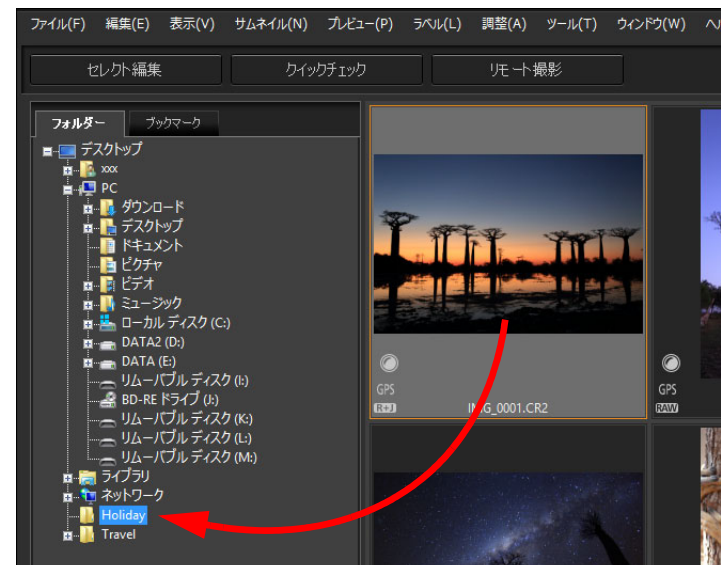 ファイル(F) 編集(E) 表示(V) サムネイル(N) プレビュー(P) ラベル(L) 調整(A) ツール(T) ウィンドウ(W)
セレクト編集 クイックチェック リモート撮影
フォルダー ブックマーク
デスクトップ
xxx
PC
ダウンロード
デスクトップ
ドキュメント
ピクチャ
ビデオ
ミュージック
ローカル ディスク (C:)
DATA2 (D:)
DATA (E:)
リムーバブル ディスク (I:)
BD-RE ドライブ (J:)
リムーバブル ディスク (K:)
リムーバブル ディスク (L:)
リムーバブル ディスク (M:)
ライブラリ
ネットワーク
Holiday
Travel
GPS
R+J
IMG_0001.CR2
GPS
RAW